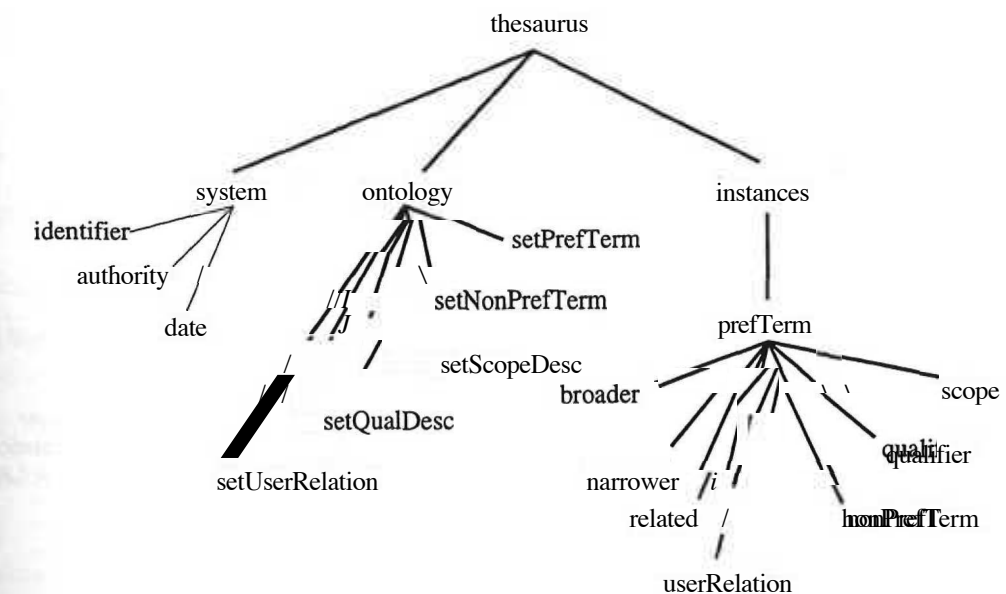 thesaurus
system
ontology
instances
identifier
setPrefTerm
authority
setNonPrefTerm
date
prefTerm
setScopeDesc
broader
scope
setQualDesc
qualifier
setUserRelation
narrower
related
nonPrefTerm
userRelation